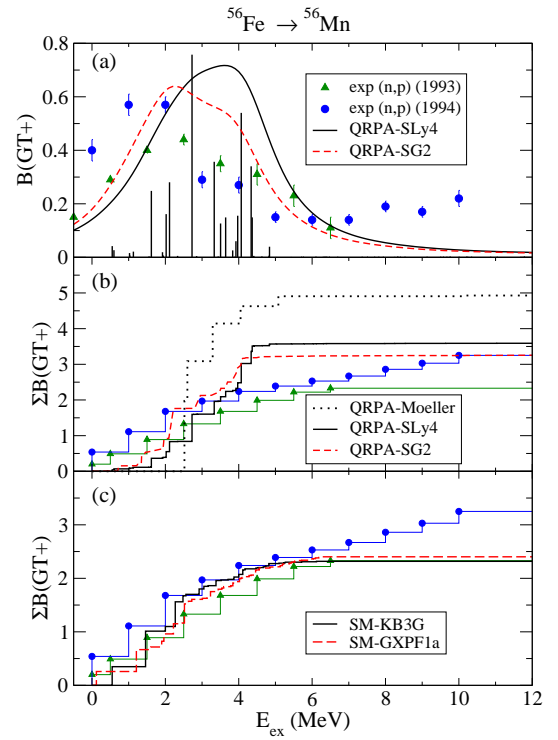 ⁵⁶Fe → ⁵⁶Mn
(a)
exp (n,p) (1993)
exp (n,p) (1994)
QRPA-SLy4
QRPA-SG2
0.8
0.6
0.4
0.2
0
B(GT+)
(b)
QRPA-Moeller
QRPA-SLy4
QRPA-SG2
5
4
3
2
1
0
ΣB(GT+)
(c)
SM-KB3G
SM-GXPF1a
3
2
1
0
ΣB(GT+)
0 2 4 6 8 10 12
E_ex (MeV)